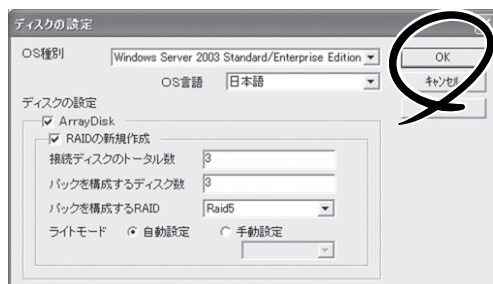 ディスクの設定
OS種別
Windows Server 2003 Standard/Enterprise Edition
OK
OS言語
日本語
キャンセル
ディスクの設定
ArrayDisk
RAIDの新規作成
接続ディスクのトータル数
3
パックを構成するディスク数
3
パックを構成するRAID
Raid5
ライトモード
自動設定
手動設定